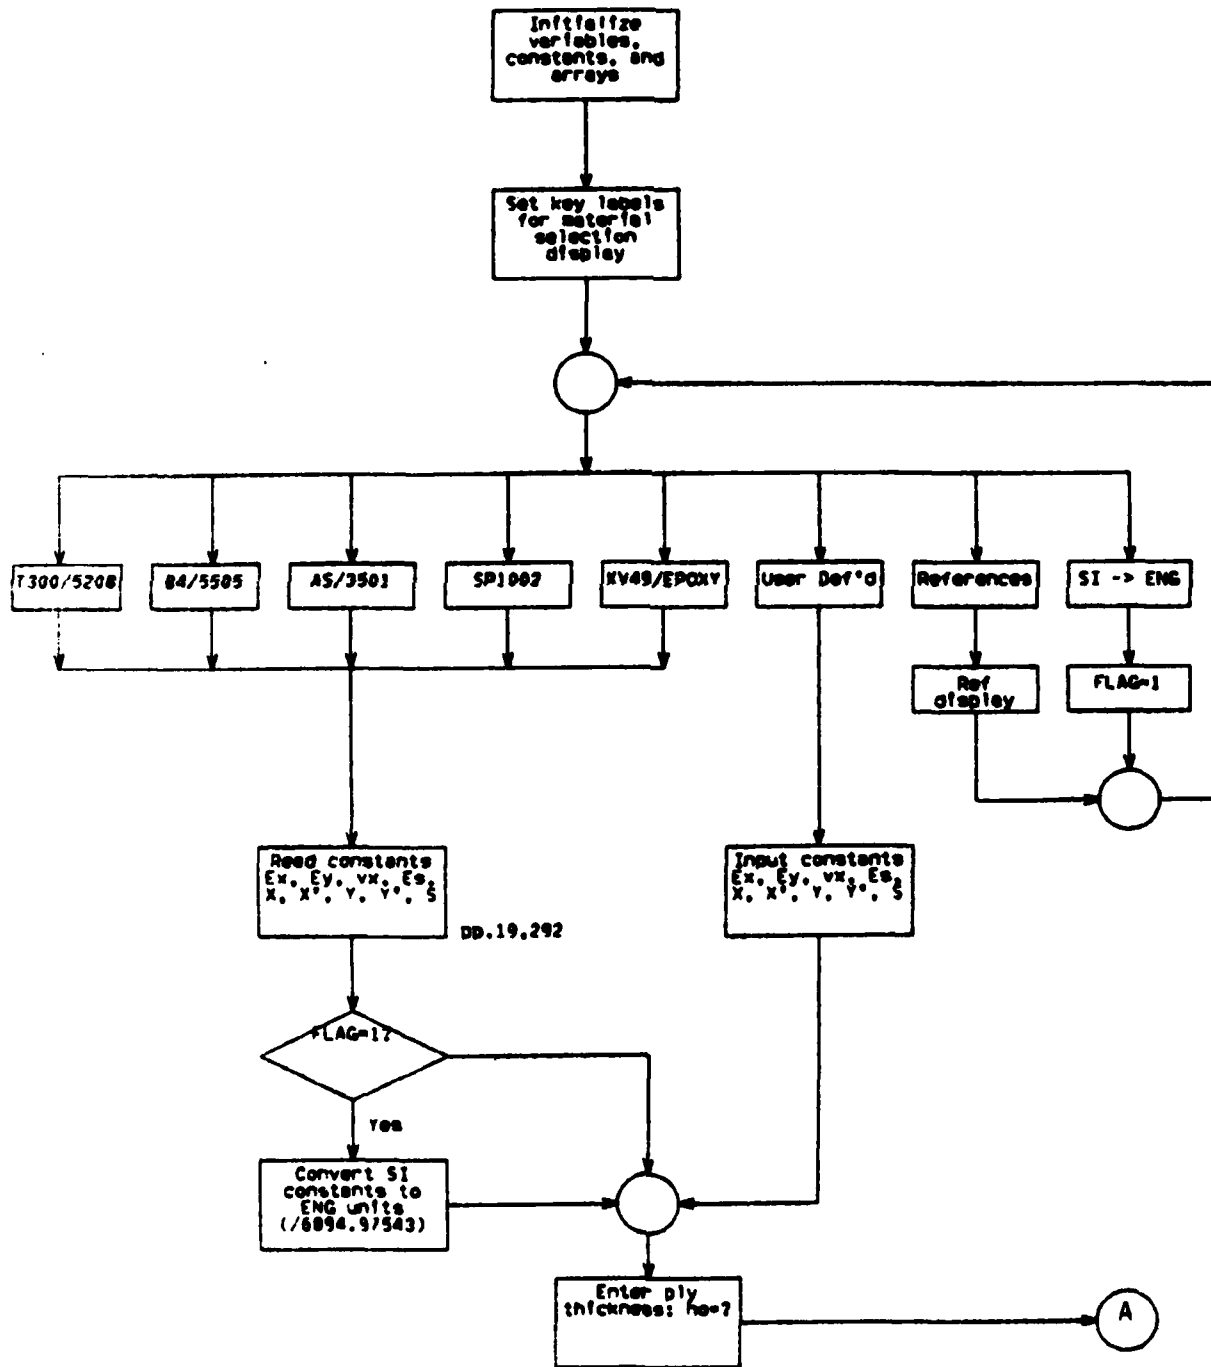 Initialize
variables,
constants, and
arrays
Set key labels
for material
selection
display
T300/5208
B4/5505
AS/3501
SP1002
KV49/EPOXY
User Def'd
References
SI -> ENG
Ref
display
FLAG=1
Read constants
Ex, Ey, vx, Es,
X, X', Y, Y', S
pp.19,292
Input constants
Ex, Ey, vx, Es,
X, X', Y, Y', S
FLAG=1?
Yes
Convert SI
constants to
ENG units
Enter ply
thickness: ho=?
A